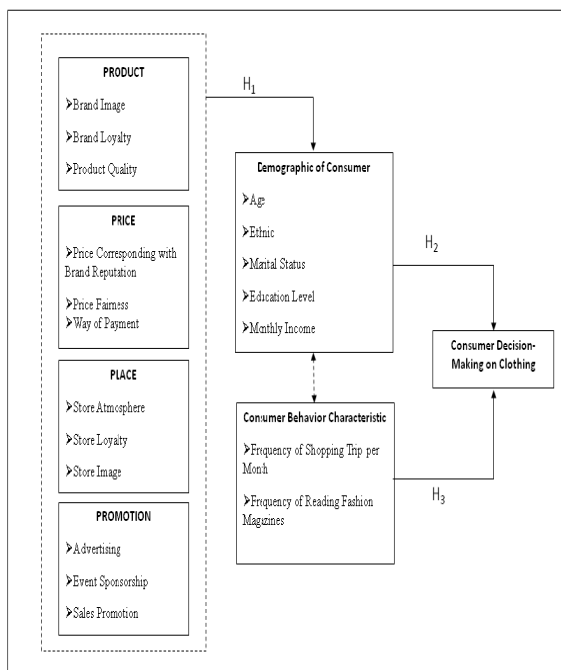 PRODUCT
➤Brand Image
➤Brand Loyalty
➤Product Quality
PRICE
➤Price Corresponding with
Brand Reputation
➤Price Fairness
➤Way of Payment
PLACE
➤Store Atmosphere
➤Store Loyalty
➤Store Image
PROMOTION
➤Advertising
➤Event Sponsorship
➤Sales Promotion
H1
Demographic of Consumer
➤Age
➤Ethnic
➤Marital Status
➤Education Level
➤Monthly Income
Consumer Behavior Characteristic
➤Frequency of Shopping Trip per
Month
➤Frequency of Reading Fashion
Magizines
H2
Consumer Decision-
Making on Clothing
H3